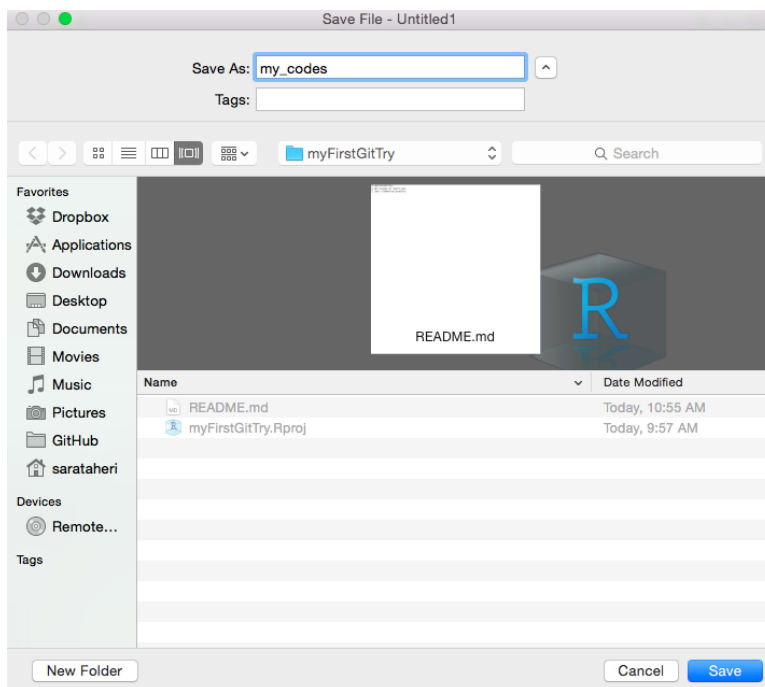 Save File - Untitled1
Save As: my_codes
Tags:
myFirstGitTry
Search
Favorites
Dropbox
Applications
Downloads
Desktop
Documents
Movies
Music
Pictures
GitHub
sarataheri
Devices
Remote...
Tags
README.md
R
Name Date Modified
MD README.md Today, 10:55 AM
R myFirstGitTry.Rproj Today, 9:57 AM
New Folder Cancel Save